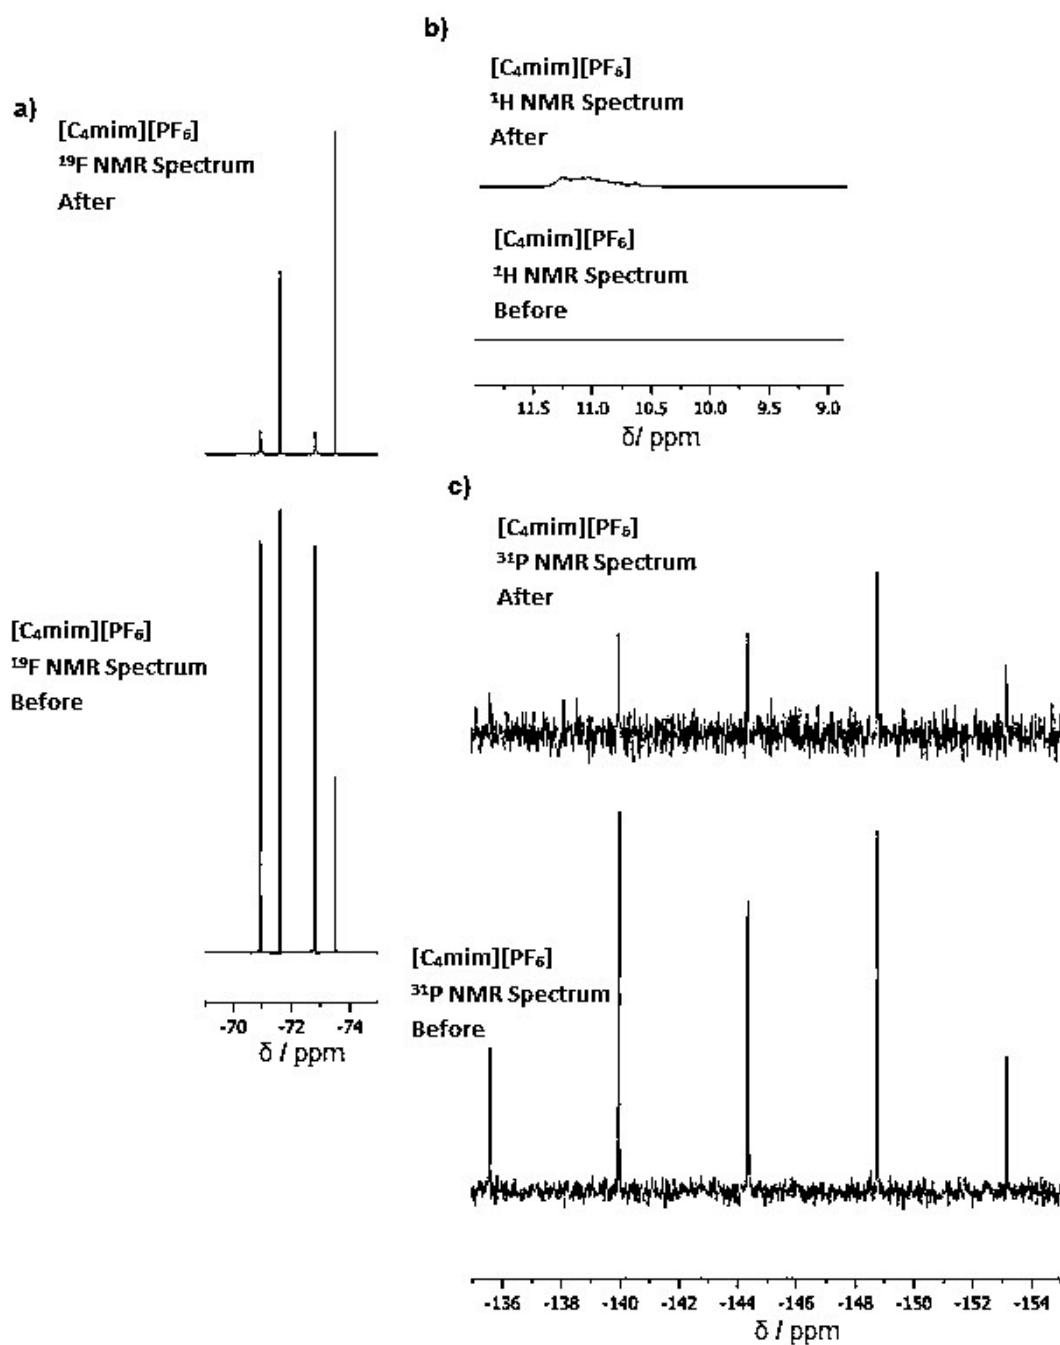 a)
[C₄mim][PF₆]
¹⁹F NMR Spectrum
After
[C₄mim][PF₆]
¹⁹F NMR Spectrum
Before
-70 -72 -74
δ / ppm
b)
[C₄mim][PF₆]
¹H NMR Spectrum
After
[C₄mim][PF₆]
¹H NMR Spectrum
Before
11.5 11.0 10.5 10.0 9.5 9.0
δ/ ppm
c)
[C₄mim][PF₆]
³¹P NMR Spectrum
After
[C₄mim][PF₆]
³¹P NMR Spectrum
Before
-136 -138 -140 -142 -144 -146 -148 -150 -152 -154
δ / ppm